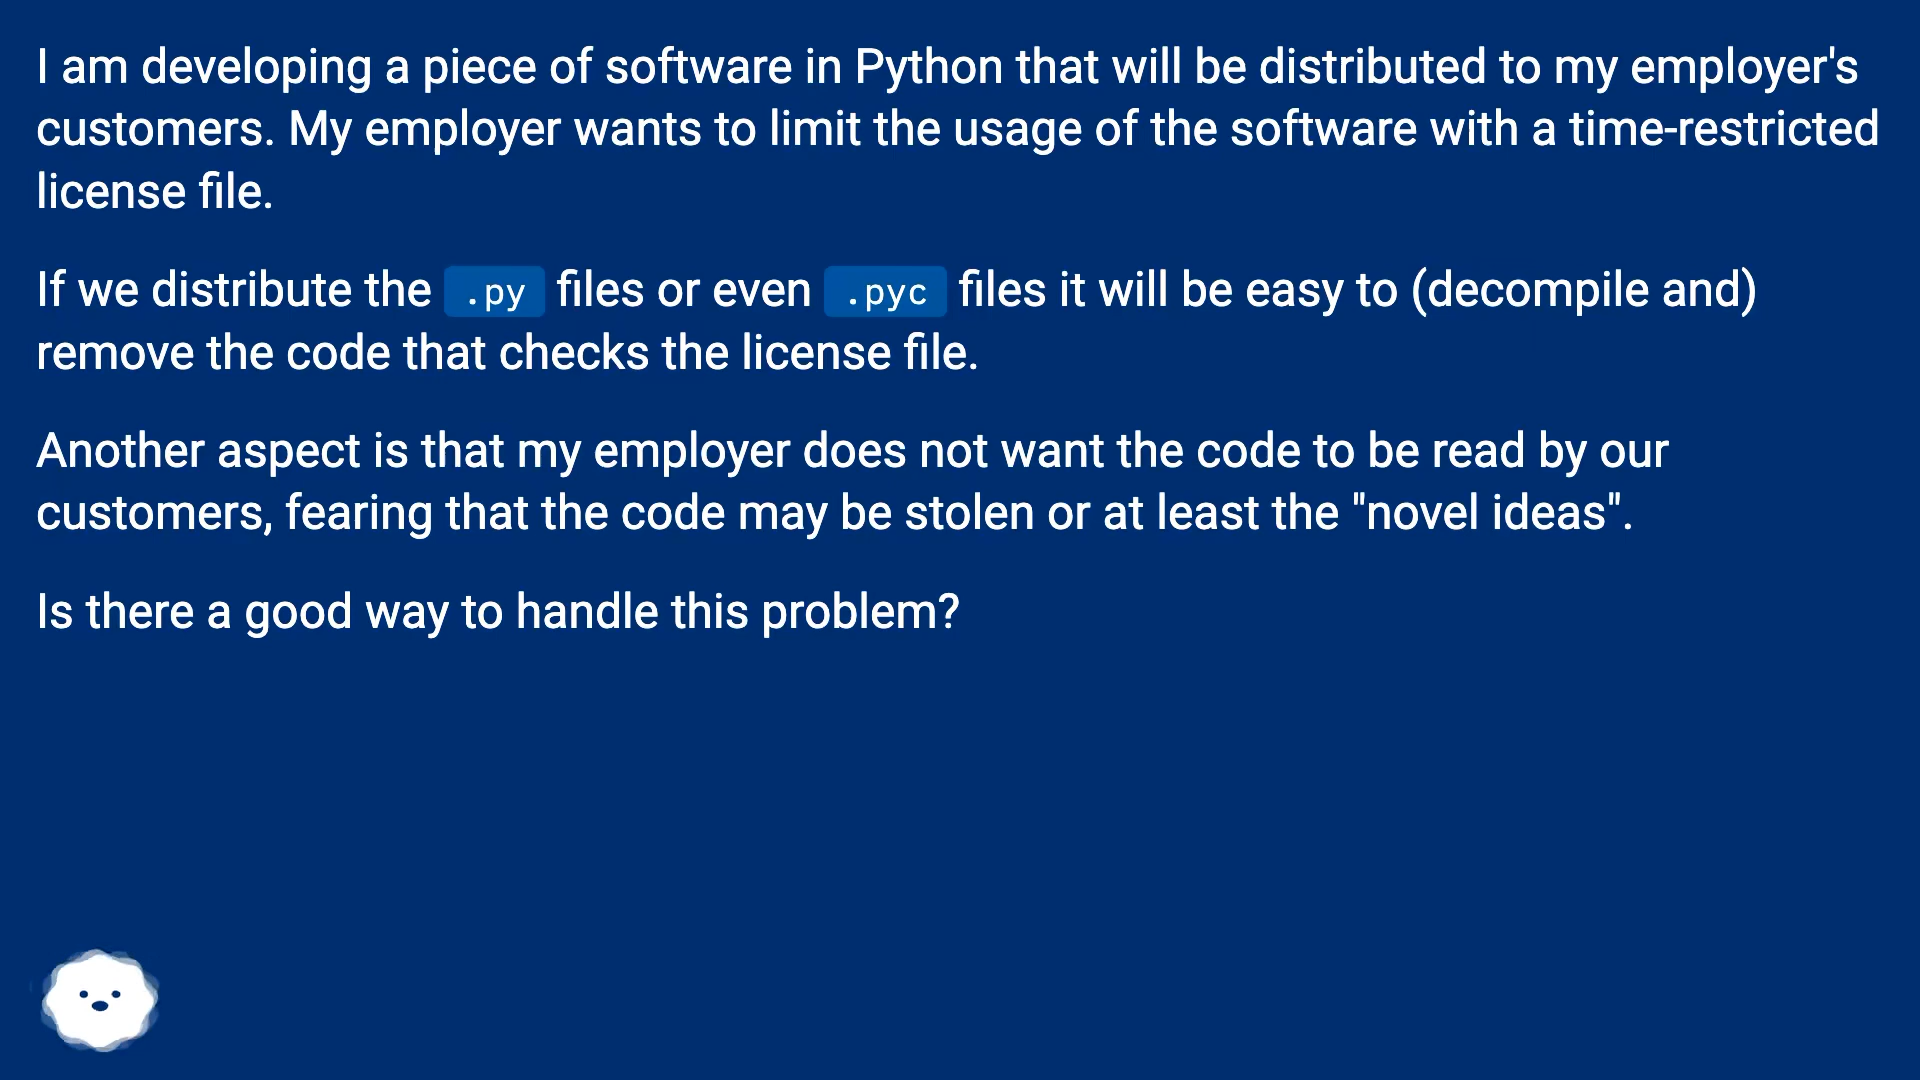 I am developing a piece of software in Python that will be distributed to my employer's
customers. My employer wants to limit the usage of the software with a time-restricted
license file.
If we distribute the .py files or even .pyc files it will be easy to (decompile and)
remove the code that checks the license file.
Another aspect is that my employer does not want the code to be read by our
customers, fearing that the code may be stolen or at least the "novel ideas".
Is there a good way to handle this problem?